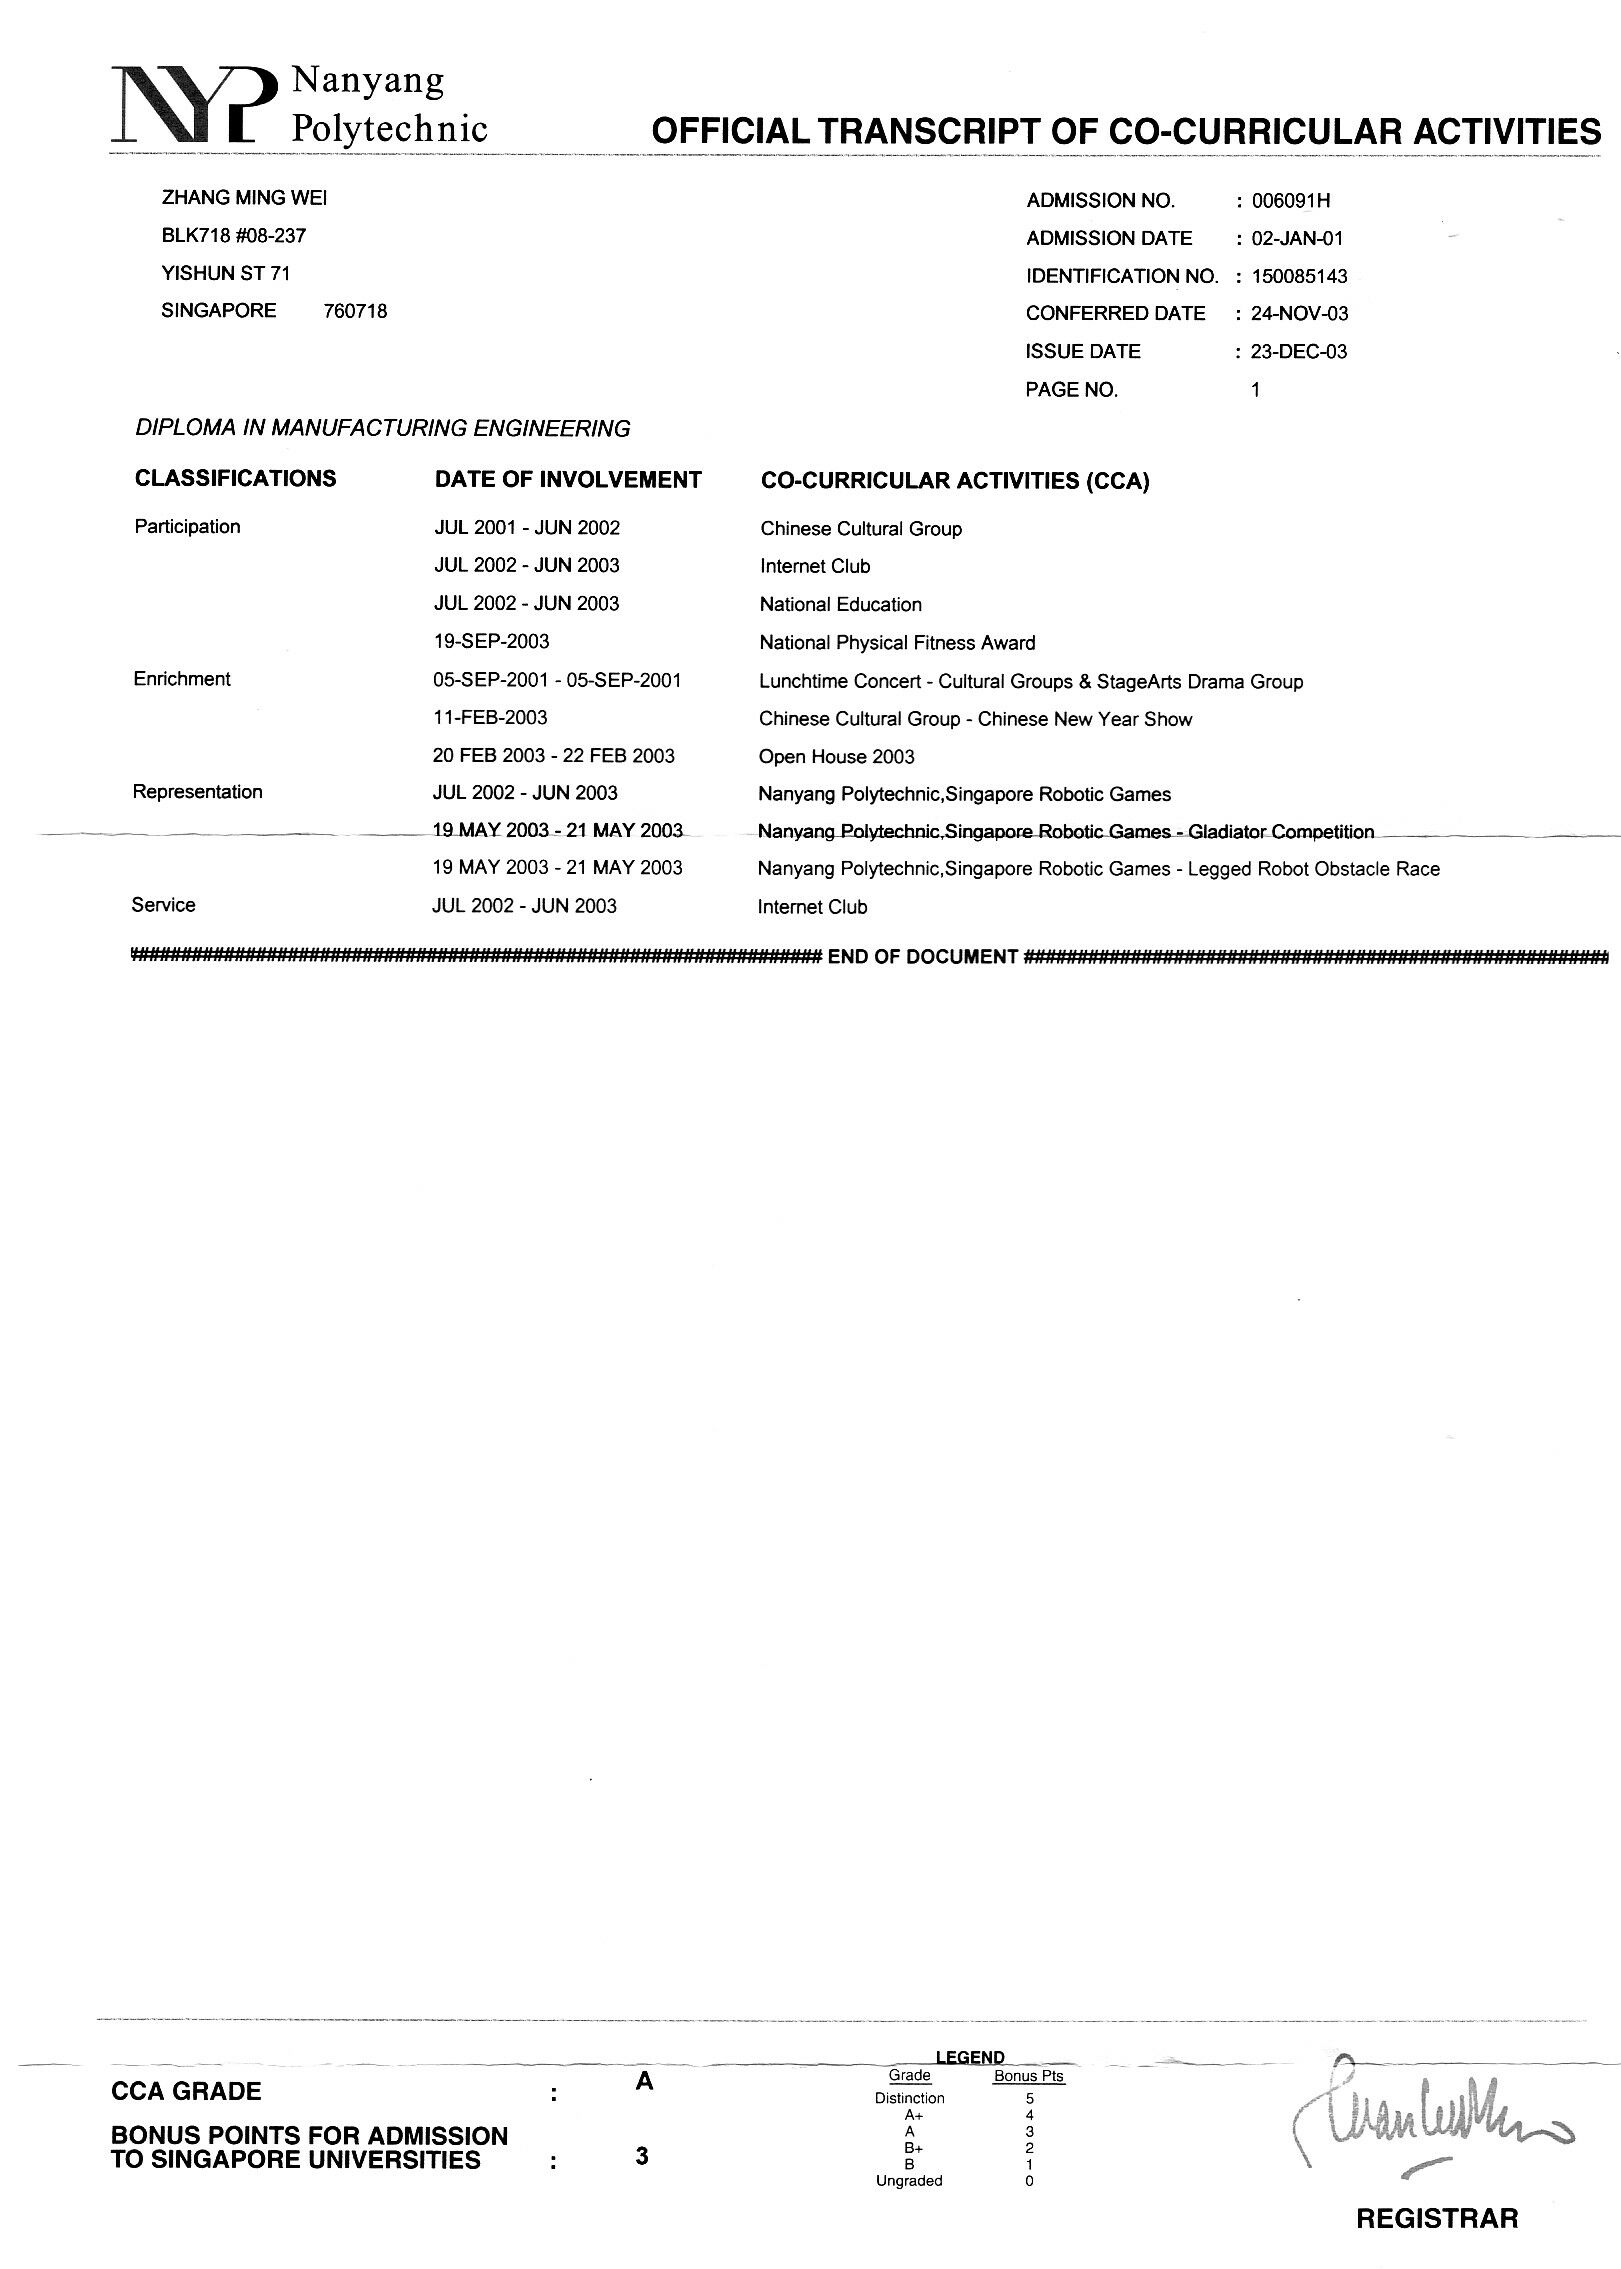 NYP Nanyang
Polytechnic
OFFICIAL TRANSCRIPT OF CO-CURRICULAR ACTIVITIES
ZHANG MING WEI
BLK718 #08-237
YISHUN ST 71
SINGAPORE 760718
ADMISSION NO. : 006091H
ADMISSION DATE : 02-JAN-01
IDENTIFICATION NO. : 150085143
CONFERRED DATE : 24-NOV-03
ISSUE DATE : 23-DEC-03
PAGE NO. 1
DIPLOMA IN MANUFACTURING ENGINEERING
CLASSIFICATIONS DATE OF INVOLVEMENT CO-CURRICULAR ACTIVITIES (CCA)
Participation JUL 2001 - JUN 2002 Chinese Cultural Group
JUL 2002 - JUN 2003 Internet Club
JUL 2002 - JUN 2003 National Education
19-SEP-2003 National Physical Fitness Award
Enrichment 05-SEP-2001 - 05-SEP-2001 Lunchtime Concert - Cultural Groups & StageArts Drama Group
11-FEB-2003 Chinese Cultural Group - Chinese New Year Show
20 FEB 2003 - 22 FEB 2003 Open House 2003
Representation JUL 2002 - JUN 2003 Nanyang Polytechnic,Singapore Robotic Games
19 MAY 2003 - 21 MAY 2003 Nanyang Polytechnic,Singapore Robotic Games - Gladiator Competition
19 MAY 2003 - 21 MAY 2003 Nanyang Polytechnic,Singapore Robotic Games - Legged Robot Obstacle Race
Service JUL 2002 - JUN 2003 Internet Club
################################################################ END OF DOCUMENT ######################################################
CCA GRADE : A
BONUS POINTS FOR ADMISSION
TO SINGAPORE UNIVERSITIES : 3
LEGEND
Grade Bonus Pts
Distinction 5
A+ 4
A 3
B+ 2
B 1
Ungraded 0
REGISTRAR